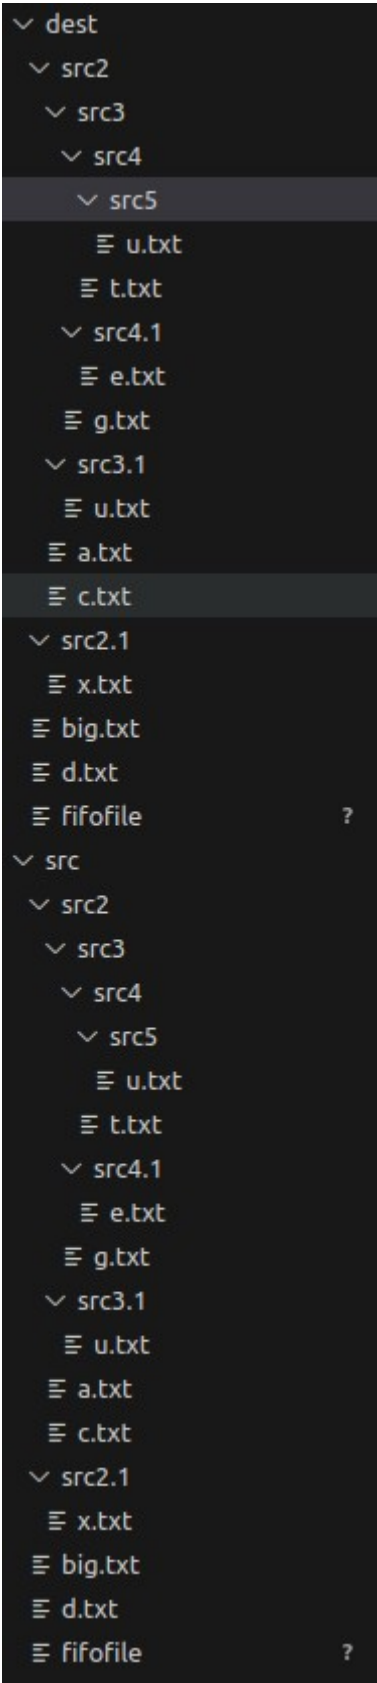 dest
src2
src3
src4
src5
u.txt
t.txt
src4.1
e.txt
g.txt
src3.1
u.txt
a.txt
c.txt
src2.1
x.txt
big.txt
d.txt
fifofile ?
src
src2
src3
src4
src5
u.txt
t.txt
src4.1
e.txt
g.txt
src3.1
u.txt
a.txt
c.txt
src2.1
x.txt
big.txt
d.txt
fifofile ?